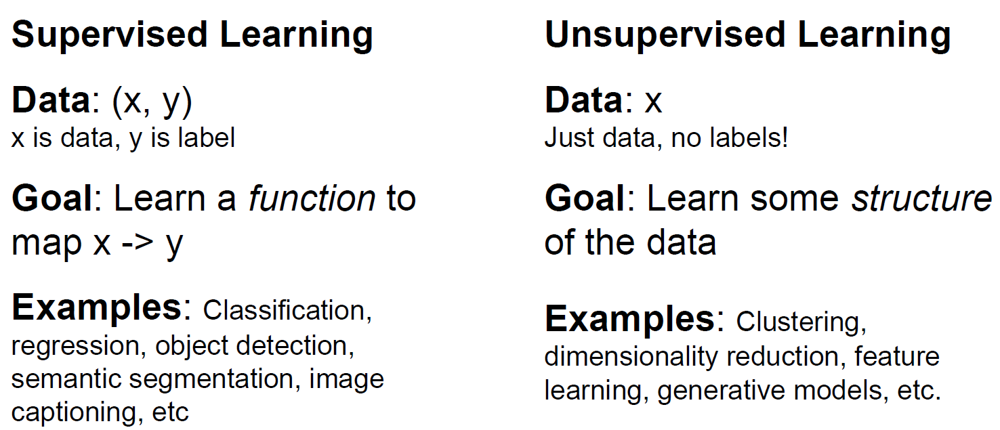 Supervised Learning
Data: (x, y)
x is data, y is label
Goal: Learn a function to
map x -> y
Examples: Classification,
regression, object detection,
semantic segmentation, image
captioning, etc
Unsupervised Learning
Data: x
Just data, no labels!
Goal: Learn some structure
of the data
Examples: Clustering,
dimensionality reduction, feature
learning, generative models, etc.